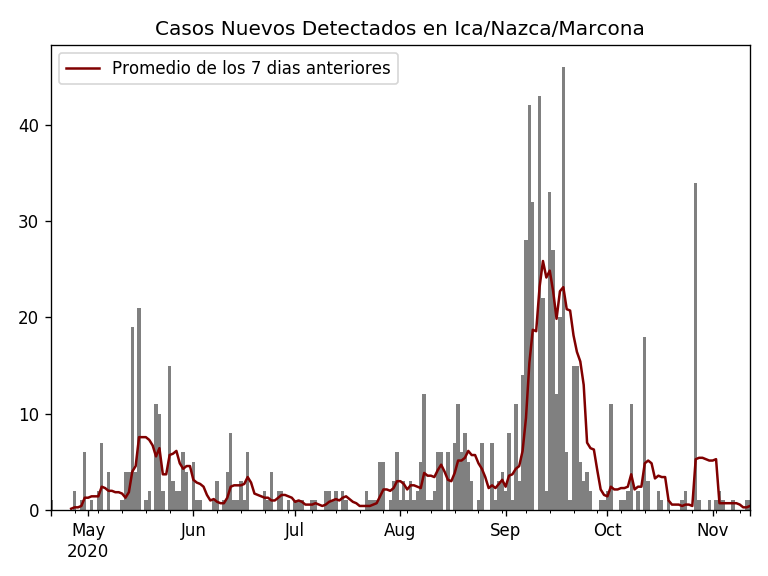 Casos Nuevos Detectados en Ica/Nazca/Marcona
Promedio de los 7 dias anteriores
40
30
20
10
0
May Jun Jul Aug Sep Oct Nov
2020